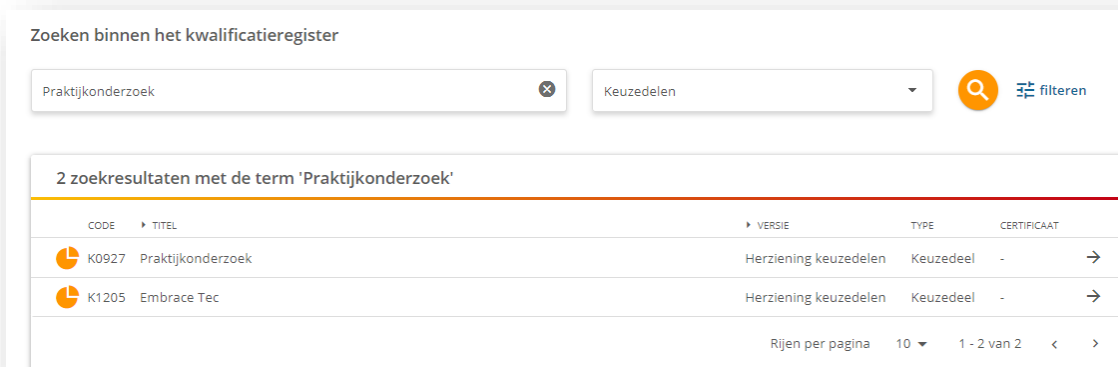 Zoeken binnen het kwalificatieregister
Praktijkonderzoek Keuzedelen filteren
2 zoekresultaten met de term 'Praktijkonderzoek'
CODE TITEL VERSIE TYPE CERTIFICAAT
K0927 Praktijkonderzoek Herziening keuzedelen Keuzedeel -
K1205 Embrace Tec Herziening keuzedelen Keuzedeel -
Rijen per pagina 10 1 - 2 van 2